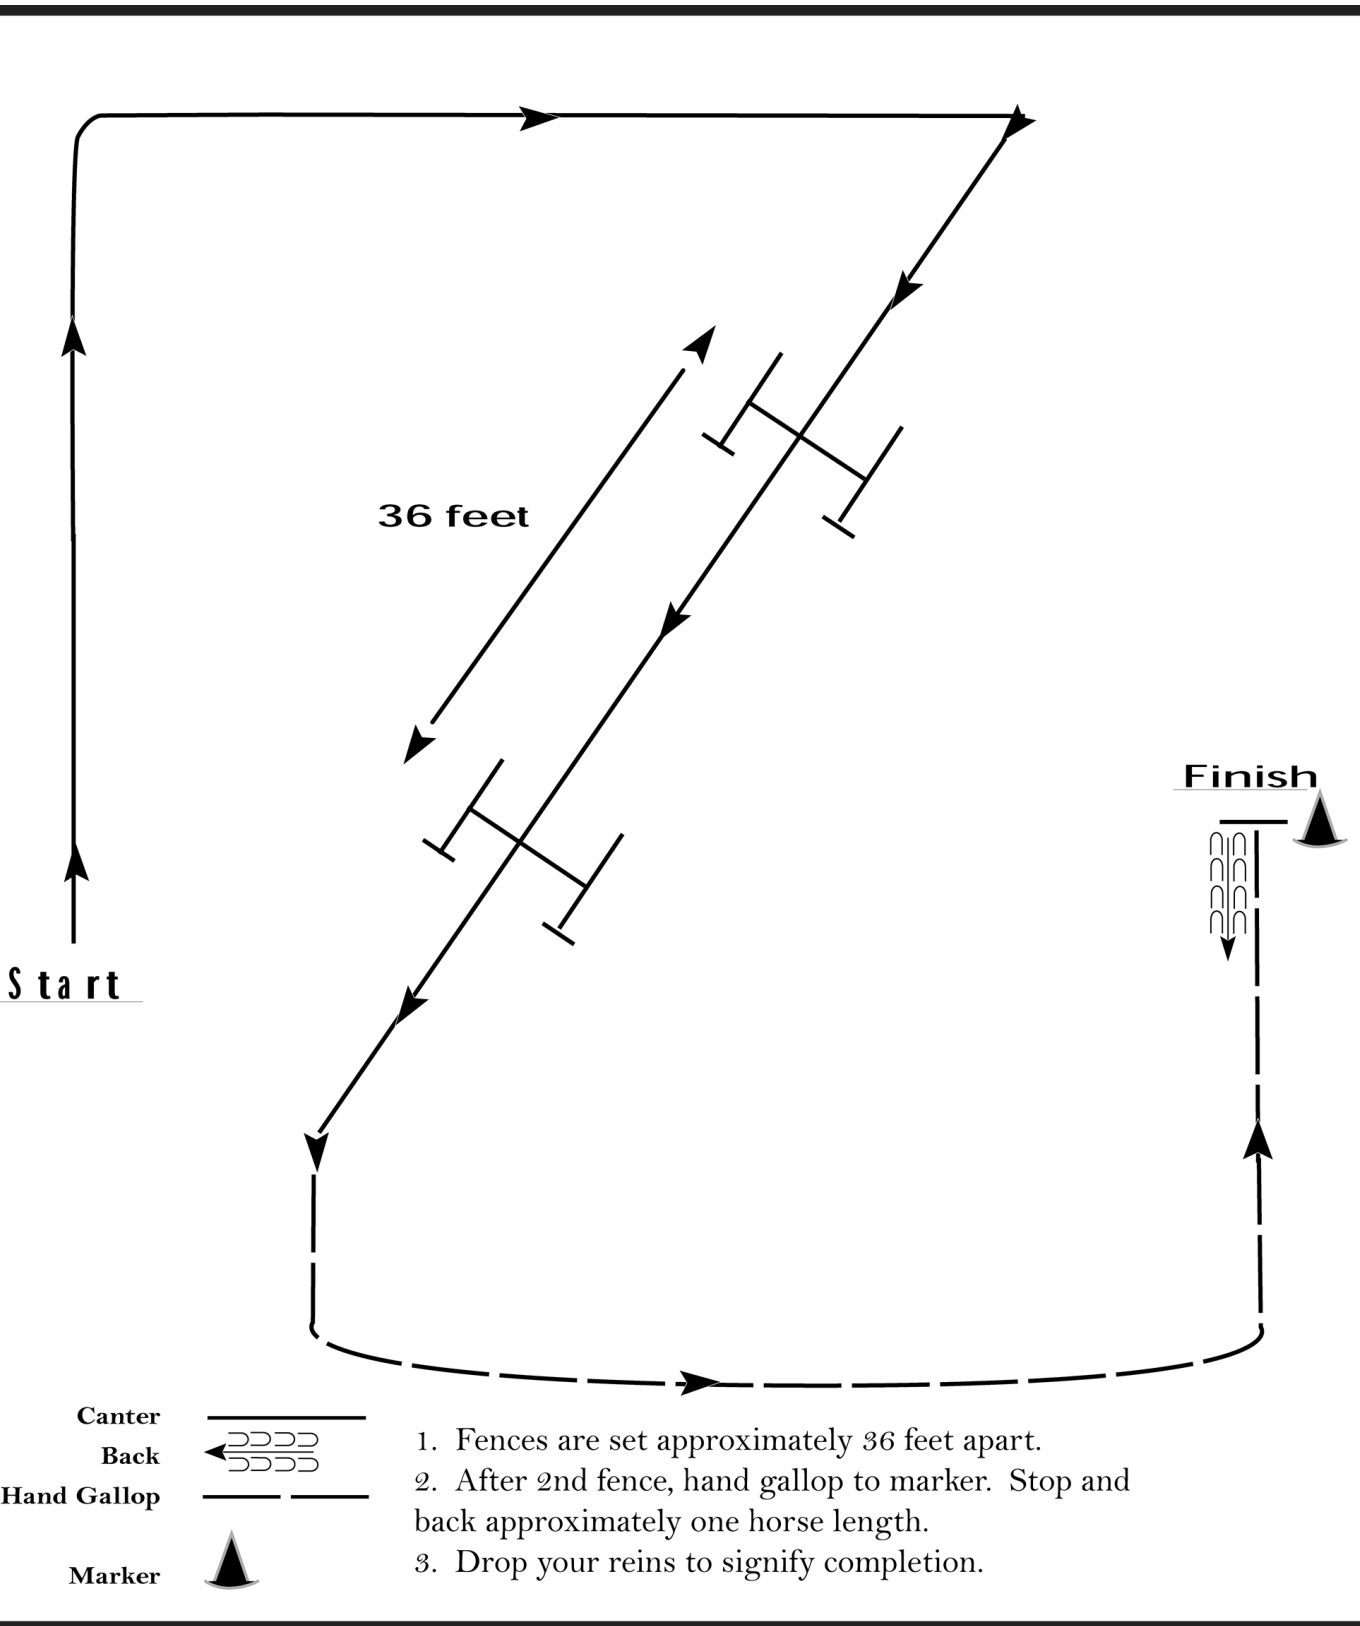 36 feet
Finish
Start
Canter
Back
Hand Gallop
Marker
1. Fences are set approximately 36 feet apart.
2. After 2nd fence, hand gallop to marker. Stop and
back approximately one horse length.
3. Drop your reins to signify completion.